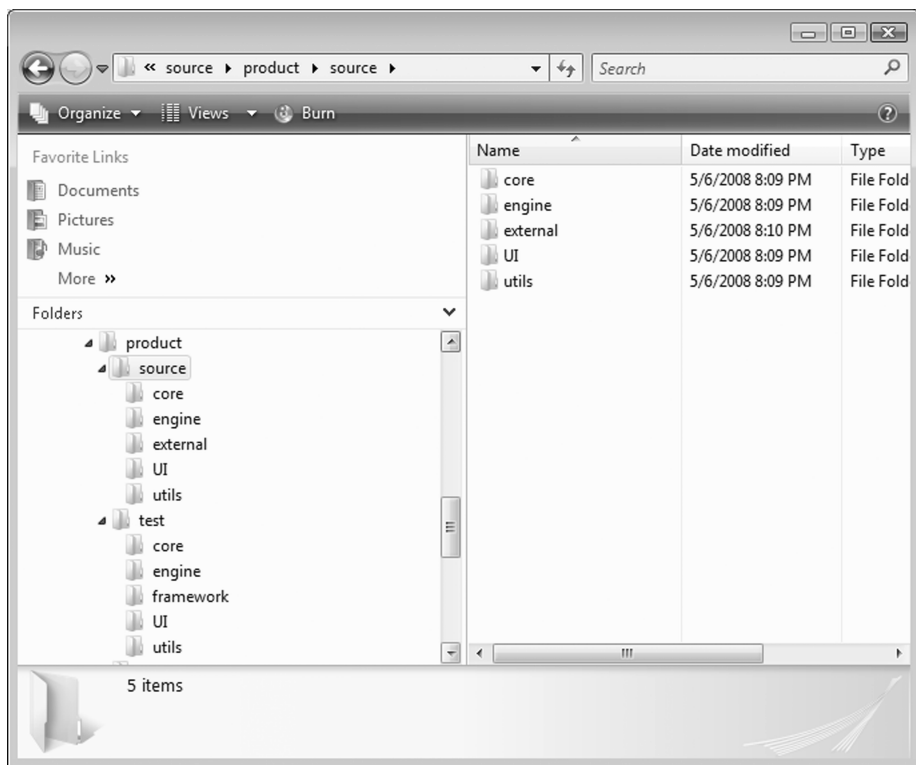 « source ▸ product ▸ source ▸ Search
Organize Views Burn
Favorite Links
Documents
Pictures
Music
More »
Folders
product
source
core
engine
external
UI
utils
test
core
engine
framework
UI
utils
Name Date modified Type
core 5/6/2008 8:09 PM File Fold
engine 5/6/2008 8:09 PM File Fold
external 5/6/2008 8:10 PM File Fold
UI 5/6/2008 8:09 PM File Fold
utils 5/6/2008 8:09 PM File Fold
5 items